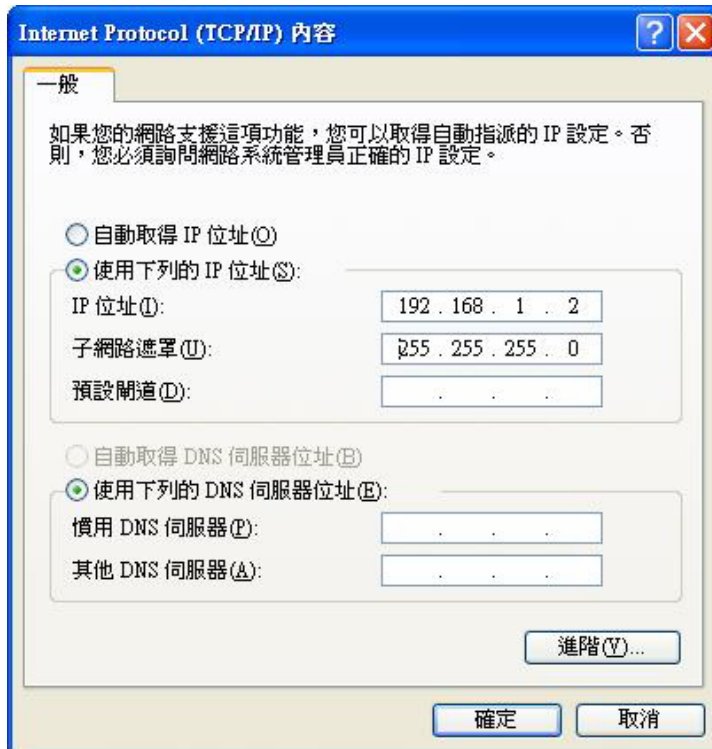 Internet Protocol (TCP/IP) 內容
一般
如果您的網路支援這項功能，您可以取得自動指派的 IP 設定。否
則，您必須詢問網路系統管理員正確的 IP 設定。
自動取得 IP 位址(O)
使用下列的 IP 位址(S):
IP 位址(I): 192 . 168 . 1 . 2
子網路遮罩(U): 255 . 255 . 255 . 0
預設閘道(D): . . .
自動取得 DNS 伺服器位址(B)
使用下列的 DNS 伺服器位址(E):
慣用 DNS 伺服器(P): . . .
其他 DNS 伺服器(A): . . .
進階(V)...
確定 取消